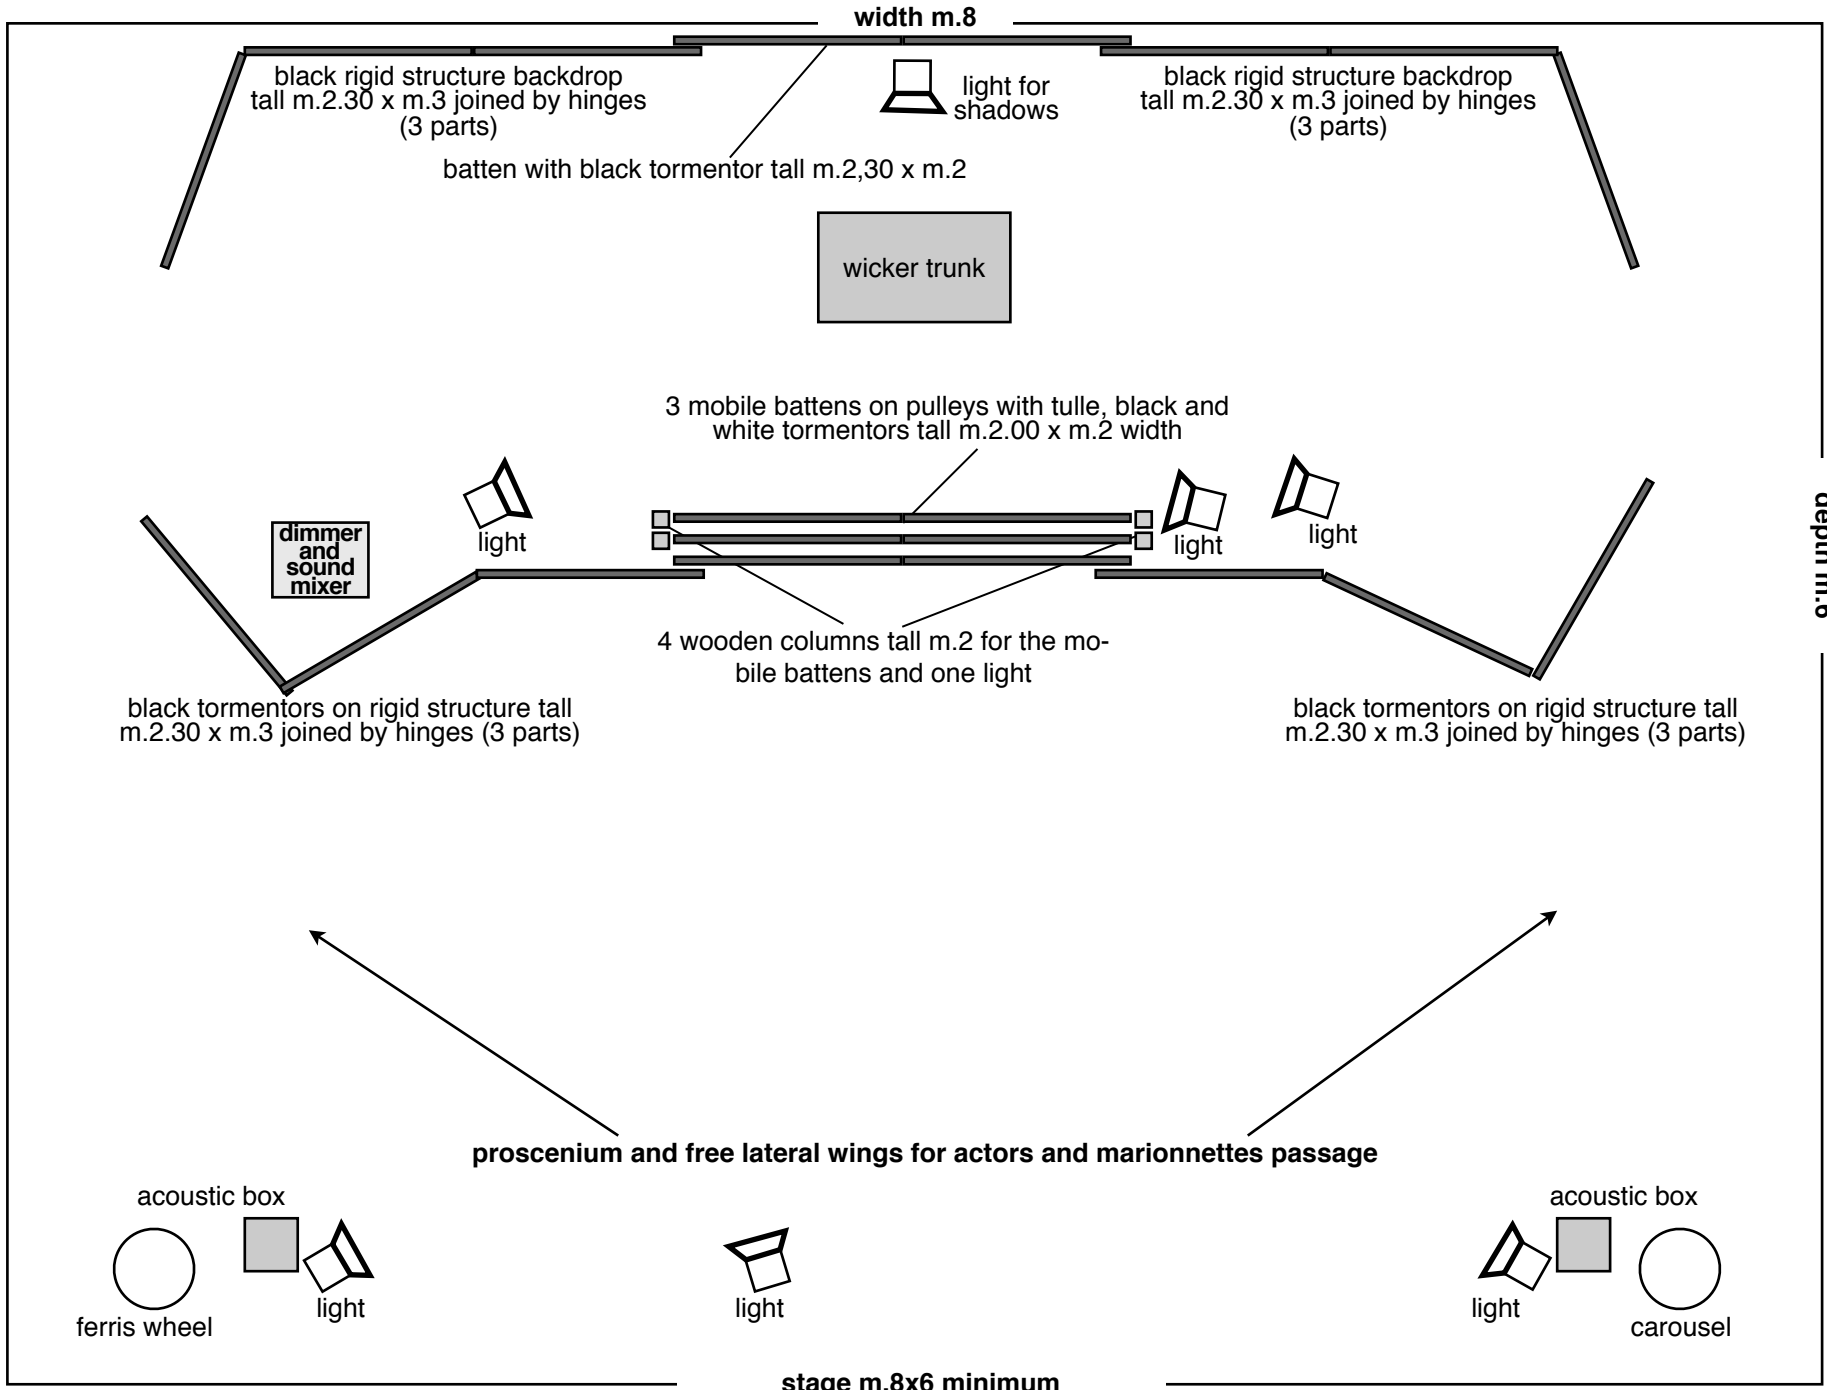 width m.8
black rigid structure backdrop
tall m.2.30 x m.3 joined by hinges
(3 parts)
light for
shadows
black rigid structure backdrop
tall m.2.30 x m.3 joined by hinges
(3 parts)
batten with black tormentor tall m.2,30 x m.2
wicker trunk
3 mobile battens on pulleys with tulle, black and
white tormentors tall m.2.00 x m.2 width
depth m.6
dimmer
and
sound
mixer
light
light
light
4 wooden columns tall m.2 for the mo-
bile battens and one light
black tormentors on rigid structure tall
m.2.30 x m.3 joined by hinges (3 parts)
black tormentors on rigid structure tall
m.2.30 x m.3 joined by hinges (3 parts)
proscenium and free lateral wings for actors and marionnettes passage
acoustic box
acoustic box
light
light
light
ferris wheel
carousel
stage m.8x6 minimum